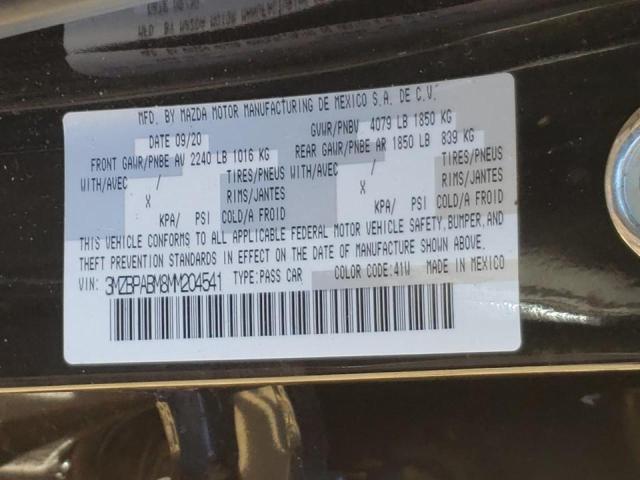 MFD. BY MAZDA MOTOR MANUFACTURING DE MEXICO S.A. DE C.V.
DATE 09/20 GVWR/PNBV 4079 LB 1850 KG
FRONT GAWR/PNBE AV 2240 LB 1016 KG REAR GAWR/PNBE AR 1850 LB 839 KG
WITH/AVEC / TIRES/PNEUS WITH/AVEC / TIRES/PNEUS
X RIMS/JANTES X RIMS/JANTES
KPA/ PSI COLD/A FROID KPA/ PSI COLD/A FROID
THIS VEHICLE CONFORMS TO ALL APPLICABLE FEDERAL MOTOR VEHICLE SAFETY, BUMPER, AND
THEFT PREVENTION STANDARDS IN EFFECT ON THE DATE OF MANUFACTURE SHOWN ABOVE.
VIN: 3MZBPABM8MM204541 TYPE:PASS CAR COLOR CODE:41W MADE IN MEXICO